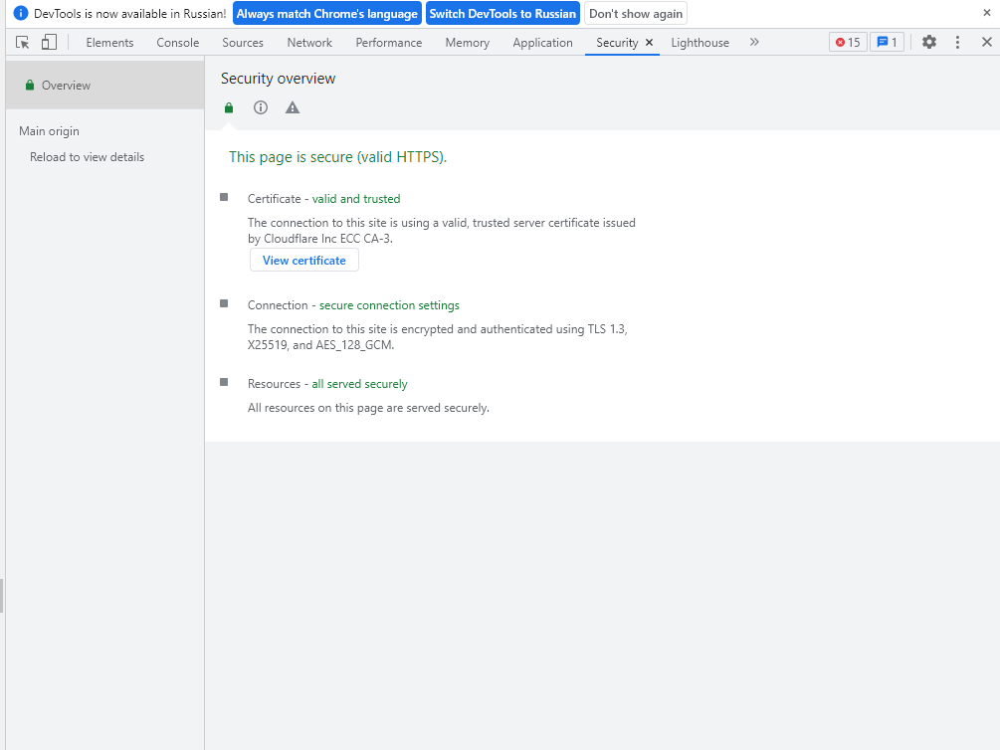 DevTools is now available in Russian! Always match Chrome's language Switch DevTools to Russian Don't show again
Elements Console Sources Network Performance Memory Application Security Lighthouse 15 1
Overview
Main origin
Reload to view details
Security overview
This page is secure (valid HTTPS).
Certificate - valid and trusted
The connection to this site is using a valid, trusted server certificate issued
by Cloudflare Inc ECC CA-3.
View certificate
Connection - secure connection settings
The connection to this site is encrypted and authenticated using TLS 1.3,
X25519, and AES_128_GCM.
Resources - all served securely
All resources on this page are served securely.